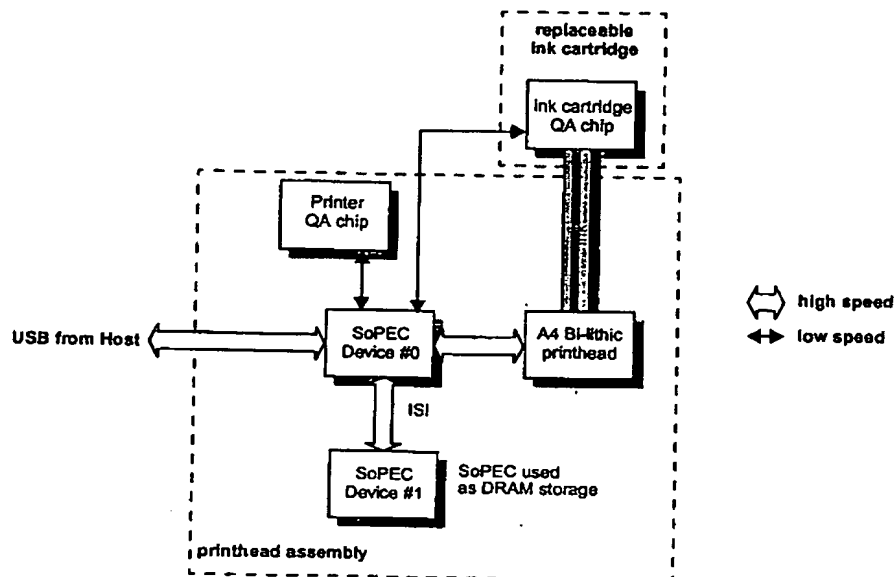 replaceable
ink cartridge
Ink cartridge
QA chip
Printer
QA chip
high speed
low speed
USB from Host
SoPEC
Device #0
A4 Bi-lithic
printhead
ISI
SoPEC
Device #1
SoPEC used
as DRAM storage
printhead assembly